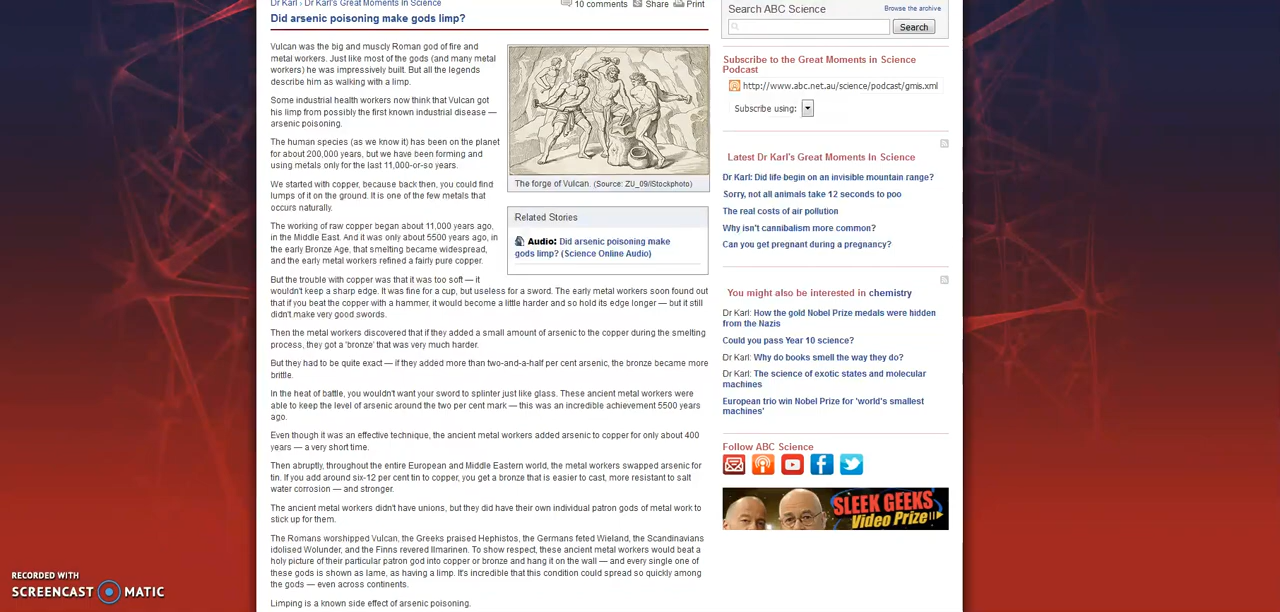 Dr Karl › Dr Karl's Great Moments In Science
10 comments Share Print
Did arsenic poisoning make gods limp?
Vulcan was the big and muscly Roman god of fire and
metal workers. Just like most of the gods (and many metal
workers) he was impressively built. But all the legends
describe him as walking with a limp.
Some industrial health workers now think that Vulcan got
his limp from possibly the first known industrial disease —
arsenic poisoning.
The human species (as we know it) has been on the planet
for about 200,000 years, but we have been forming and
using metals only for the last 11,000-or-so years.
We started with copper, because back then, you could find
lumps of it on the ground. It is one of the few metals that
occurs naturally.
The working of raw copper began about 11,000 years ago,
in the Middle East. And it was only about 5500 years ago, in
the early Bronze Age, that smelting became widespread,
and the early metal workers refined a fairly pure copper.
But the trouble with copper was that it was too soft — it
wouldn't keep a sharp edge. It was fine for a cup, but useless for a sword. The early metal workers soon found out
that if you beat the copper with a hammer, it would become a little harder and so hold its edge longer — but it still
didn't make very good swords.
Then the metal workers discovered that if they added a small amount of arsenic to the copper during the smelting
process, they got a 'bronze' that was very much harder.
But they had to be quite exact — if they added more than two-and-a-half per cent arsenic, the bronze became more
brittle.
In the heat of battle, you wouldn't want your sword to splinter just like glass. These ancient metal workers were
able to keep the level of arsenic around the two per cent mark — this was an incredible achievement 5500 years
ago.
Even though it was an effective technique, the ancient metal workers added arsenic to copper for only about 400
years — a very short time.
Then abruptly, throughout the entire European and Middle Eastern world, the metal workers swapped arsenic for
tin. If you add around six-12 per cent tin to copper, you get a bronze that is easier to cast, more resistant to salt
water corrosion — and stronger.
The ancient metal workers didn't have unions, but they did have their own individual patron gods of metal work to
stick up for them.
The Romans worshipped Vulcan, the Greeks praised Hephistos, the Germans feted Wieland, the Scandinavians
idolised Wolunder, and the Finns revered Ilmarinen. To show respect, these ancient metal workers would beat a
holy picture of their particular patron god into copper or bronze and hang it on the wall — and every single one of
these gods is shown as lame, as having a limp. It's incredible that this condition could spread so quickly among
the gods — even across continents.
Limping is a known side effect of arsenic poisoning.
The forge of Vulcan. (Source: ZU_09/iStockphoto)
Related Stories
Audio: Did arsenic poisoning make
gods limp? (Science Online Audio)
Search ABC Science
Browse the archive
Search
Subscribe to the Great Moments in Science
Podcast
http://www.abc.net.au/science/podcast/gmis.xml
Subscribe using:
Latest Dr Karl's Great Moments In Science
Dr Karl: Did life begin on an invisible mountain range?
Sorry, not all animals take 12 seconds to poo
The real costs of air pollution
Why isn't cannibalism more common?
Can you get pregnant during a pregnancy?
You might also be interested in chemistry
Dr Karl: How the gold Nobel Prize medals were hidden
from the Nazis
Could you pass Year 10 science?
Dr Karl: Why do books smell the way they do?
Dr Karl: The science of exotic states and molecular
machines
European trio win Nobel Prize for 'world's smallest
machines'
Follow ABC Science
SLEEK GEEKS
Video Prize
RECORDED WITH
SCREENCAST MATIC